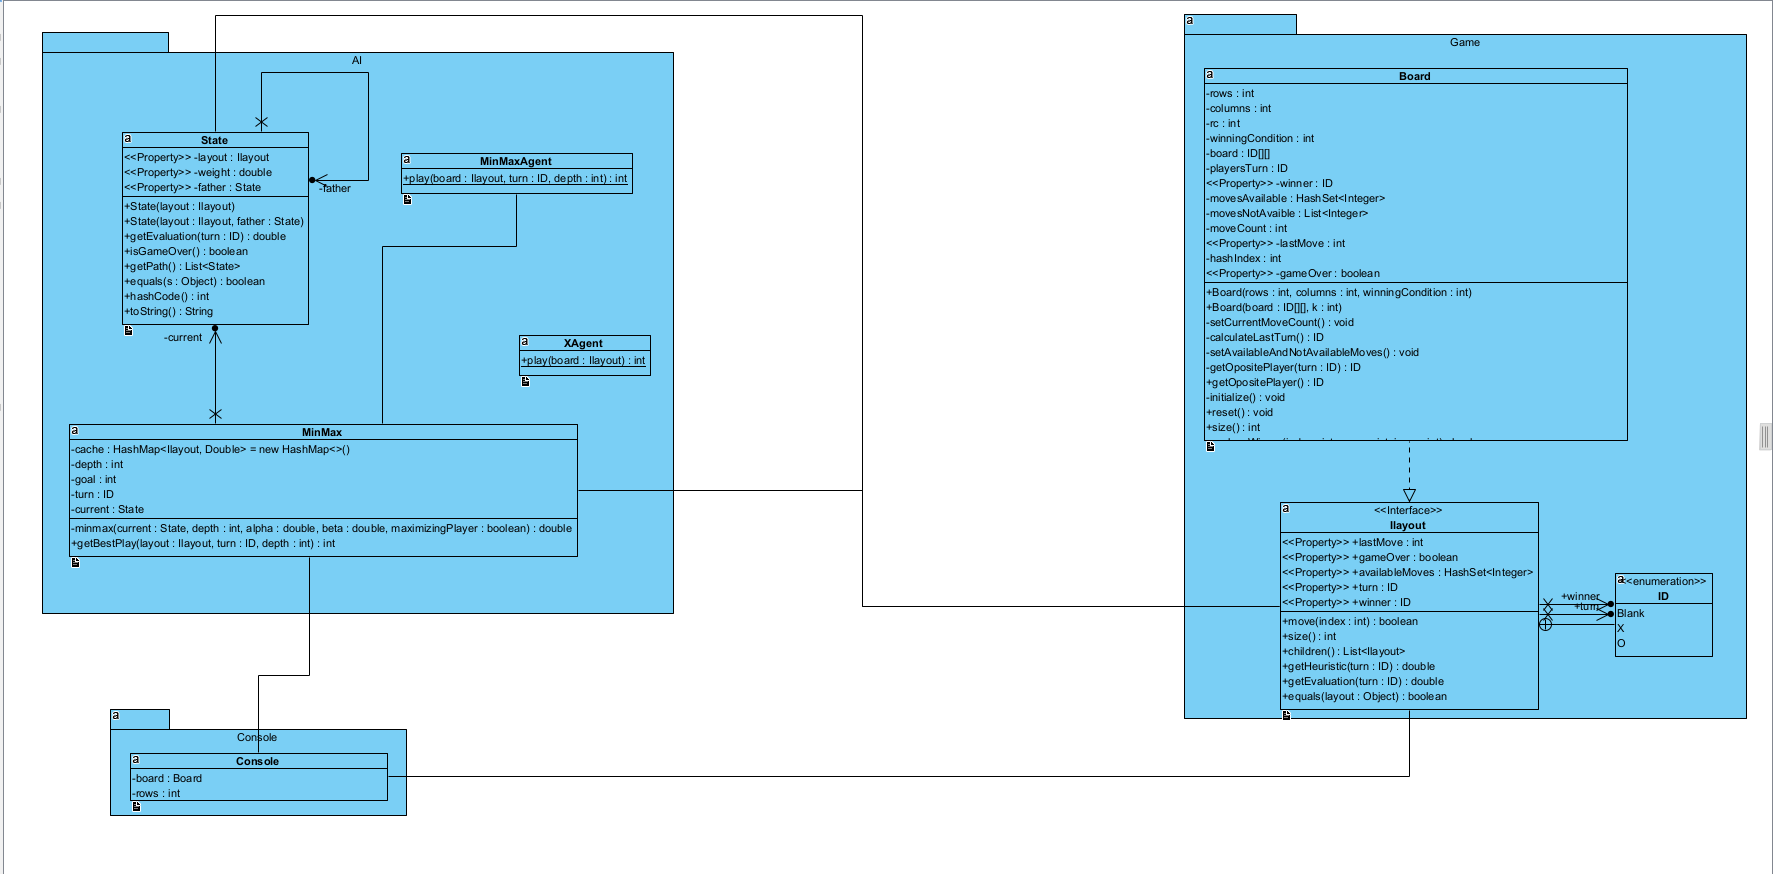 AI
a
State
<<Property>> -layout : Ilayout
<<Property>> -weight : double
<<Property>> -father : State
+State(layout : Ilayout)
+State(layout : Ilayout, father : State)
+getEvaluation(turn : ID) : double
+isGameOver() : boolean
+getPath() : List<State>
+equals(s : Object) : boolean
+hashCode() : int
+toString() : String
-father
-current
a
MinMaxAgent
+play(board : Ilayout, turn : ID, depth : int) : int
a
XAgent
+play(board : Ilayout) : int
a
MinMax
-cache : HashMap<Ilayout, Double> = new HashMap<>()
-depth : int
-goal : int
-turn : ID
-current : State
-minmax(current : State, depth : int, alpha : double, beta : double, maximizingPlayer : boolean) : double
+getBestPlay(layout : Ilayout, turn : ID, depth : int) : int
a
Console
a
Console
-board : Board
-rows : int
a
Game
a
Board
-rows : int
-columns : int
-rc : int
-winningCondition : int
-board : ID[][]
-playersTurn : ID
<<Property>> -winner : ID
-movesAvailable : HashSet<Integer>
-movesNotAvaible : List<Integer>
-moveCount : int
<<Property>> -lastMove : int
-hashIndex : int
<<Property>> -gameOver : boolean
+Board(rows : int, columns : int, winningCondition : int)
+Board(board : ID[][], k : int)
-setCurrentMoveCount() : void
-calculateLastTurn() : ID
-setAvailableAndNotAvailableMoves() : void
-getOpositePlayer(turn : ID) : ID
+getOpositePlayer() : ID
-initialize() : void
+reset() : void
+size() : int
a
<<Interface>>
Ilayout
<<Property>> +lastMove : int
<<Property>> +gameOver : boolean
<<Property>> +availableMoves : HashSet<Integer>
<<Property>> +turn : ID
<<Property>> +winner : ID
+move(index : int) : boolean
+size() : int
+children() : List<Ilayout>
+getHeuristic(turn : ID) : double
+getEvaluation(turn : ID) : double
+equals(layout : Object) : boolean
+winner
+turn
a
<<enumeration>>
ID
Blank
X
O